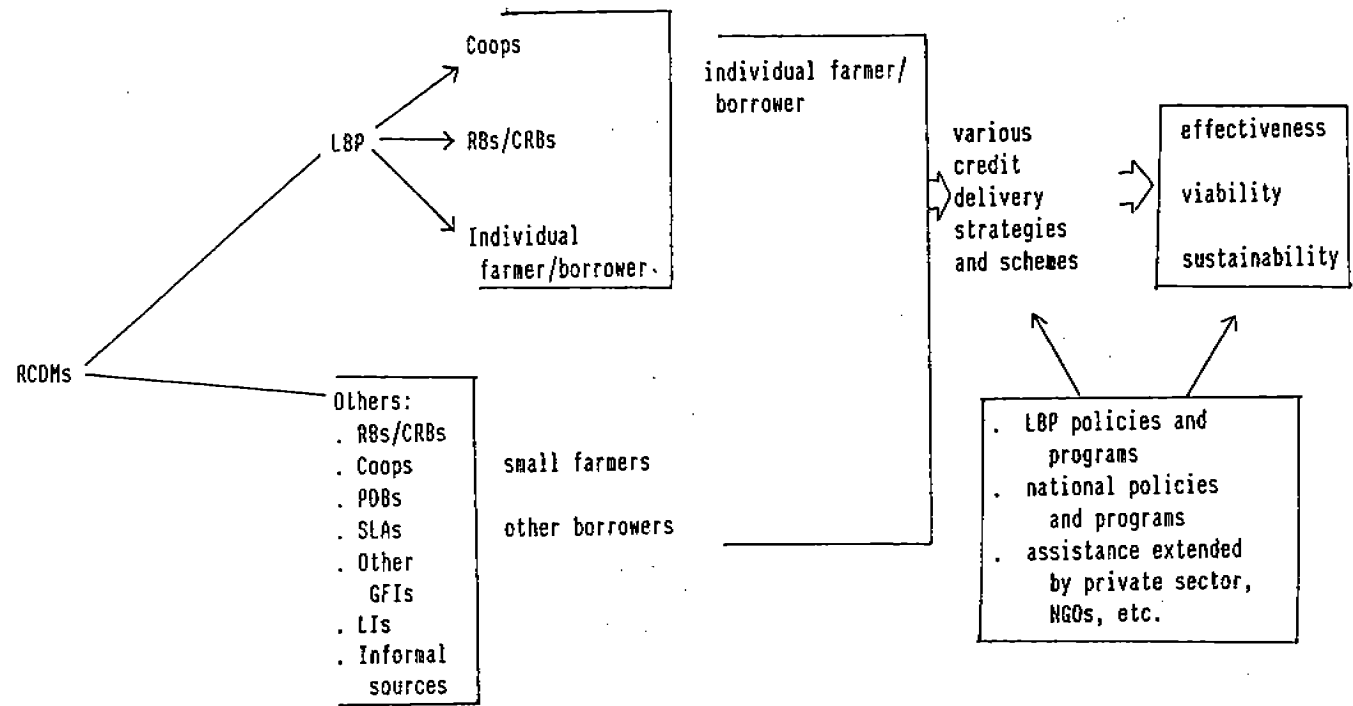 Coops
LBP
RBs/CRBs
Individual
farmer/borrower.
individual farmer/
borrower
various
credit
delivery
strategies
and schemes
effectiveness
viability
sustainability
RCDMs
Others:
. RBs/CRBs
. Coops
. PDBs
. SLAs
. Other
GFIs
. LIs
. Informal
sources
small farmers
other borrowers
. LBP policies and
programs
. national policies
and programs
. assistance extended
by private sector,
NGOs, etc.